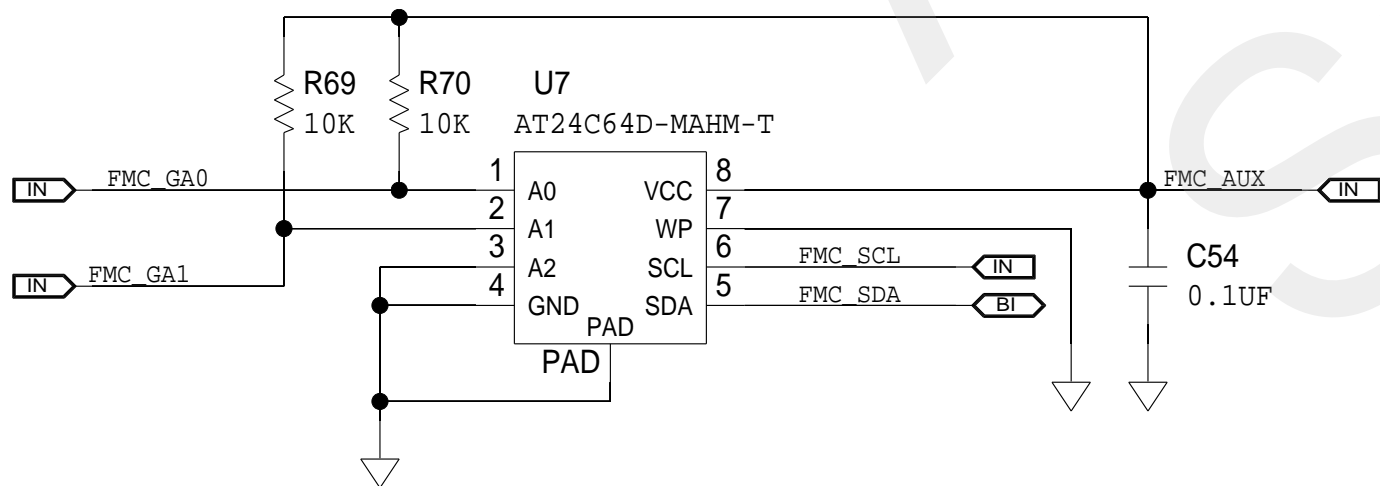 R69
10K
R70
10K
U7
AT24C64D-MAHM-T
IN
FMC_GA0
1
A0
2
A1
IN
FMC_GA1
3
A2
4
GND
PAD
PAD
VCC
8
WP
7
SCL
6
FMC_SCL
IN
SDA
5
FMC_SDA
BI
FMC_AUX
IN
C54
0.1UF